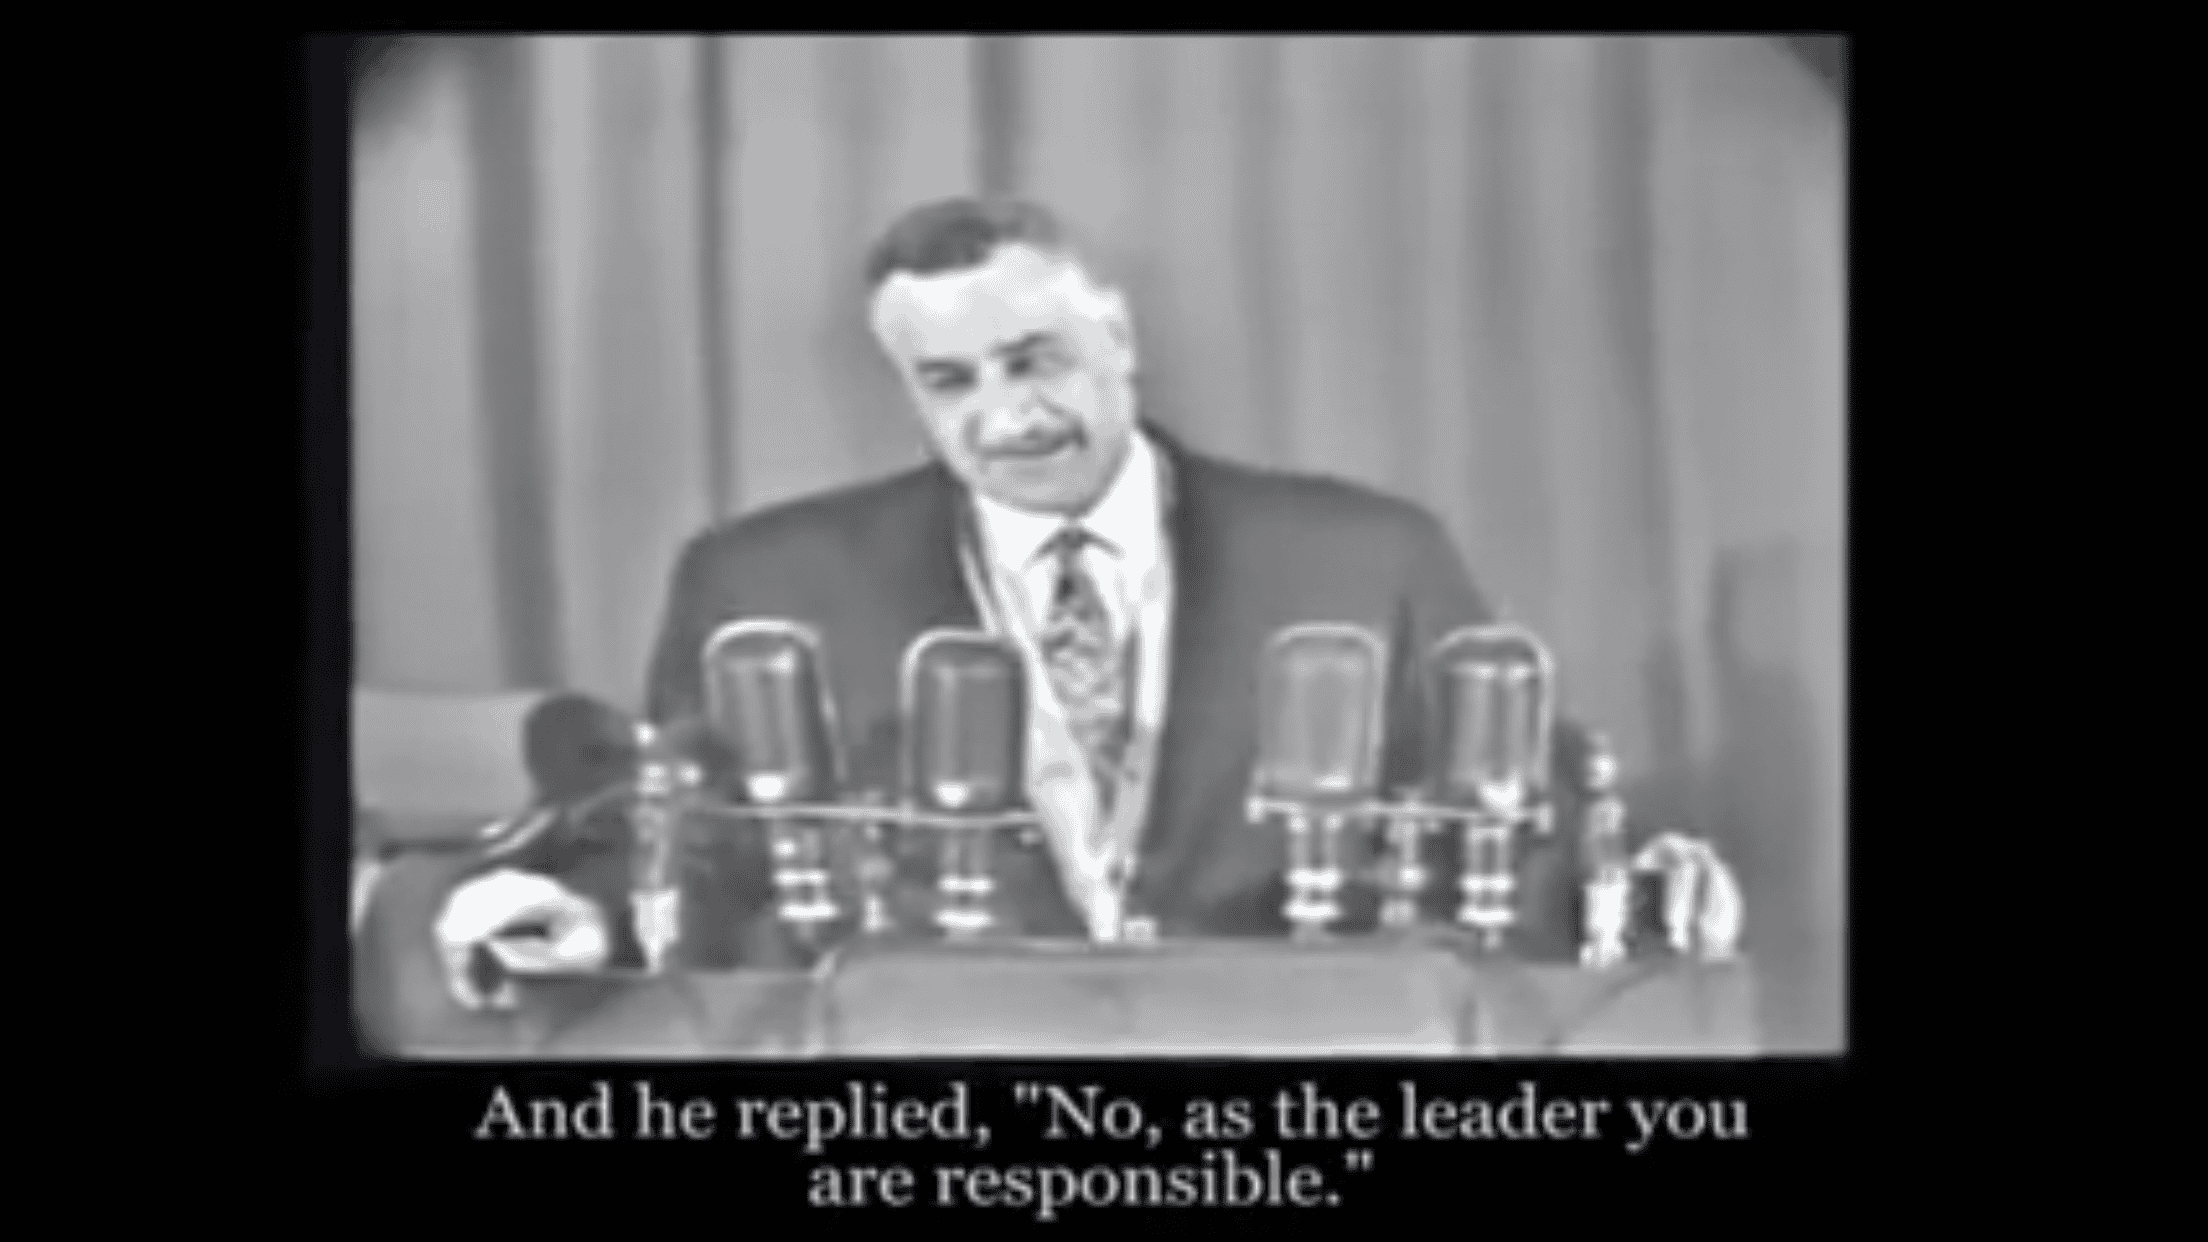 And he replied, "No, as the leader you
are responsible."